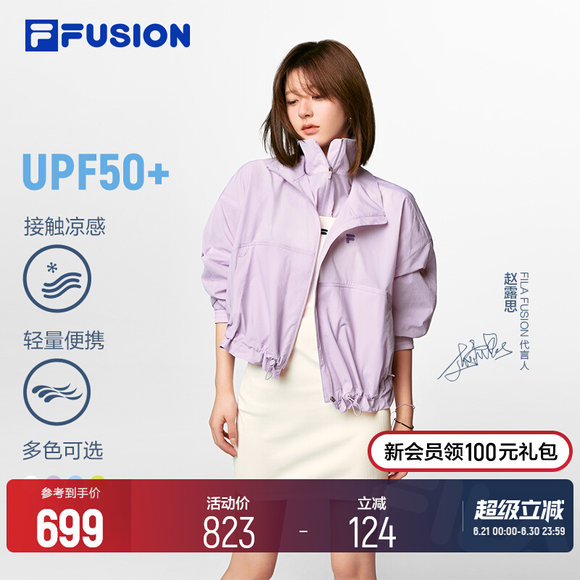 FFUSION
UPF50+
接触凉感
轻量便携
多色可选
FILA FUSION 代言人
赵露思
新会员领100元礼包
参考到手价
699
活动价
823
-
立减
124
超级立减
6.21 00:00-6.30 23:59